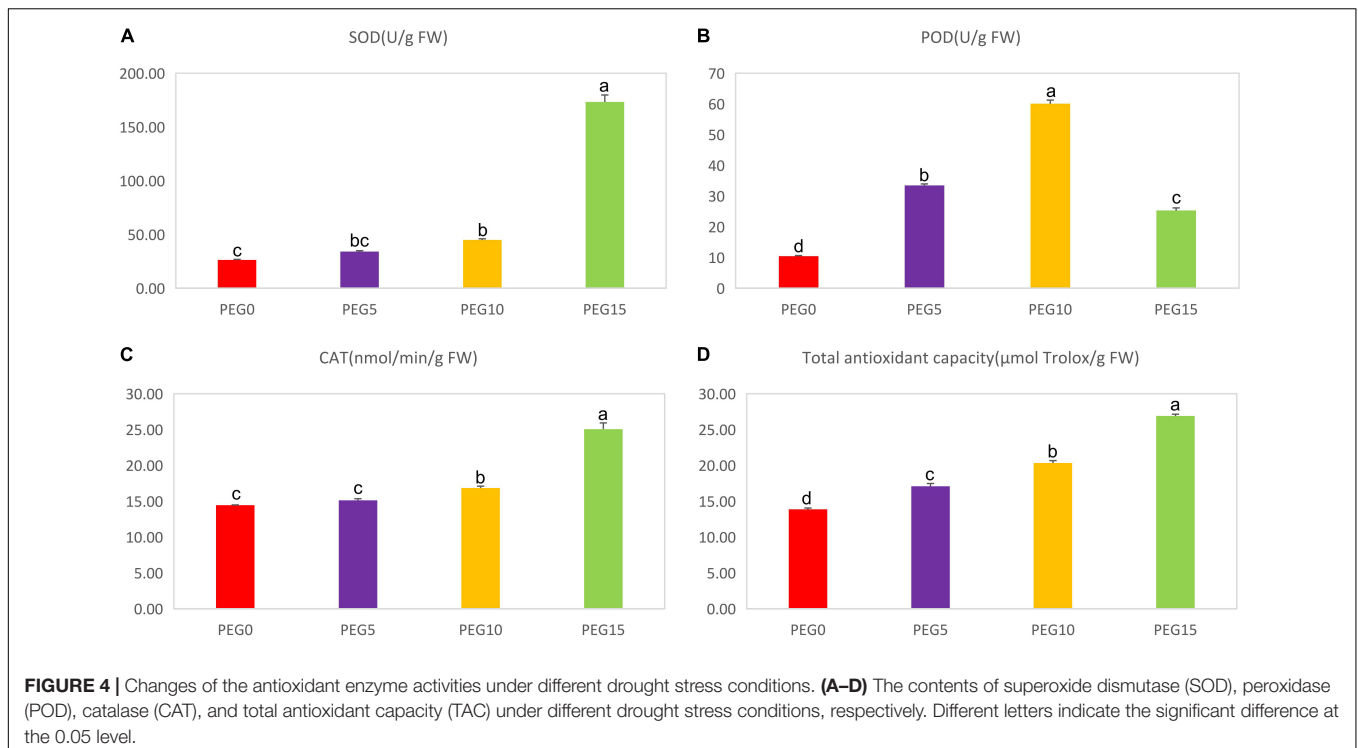 A
SOD(U/g FW)
200.00
150.00
100.00
50.00
0.00
c
bc
b
a
PEG0
PEG5
PEG10
PEG15
B
POD(U/g FW)
70
60
50
40
30
20
10
0
d
b
a
c
PEG0
PEG5
PEG10
PEG15
C
CAT(nmol/min/g FW)
30.00
25.00
20.00
15.00
10.00
5.00
0.00
c
c
b
a
PEG0
PEG5
PEG10
PEG15
D
Total antioxidant capacity(μmol Trolox/g FW)
30.00
25.00
20.00
15.00
10.00
5.00
0.00
d
c
b
a
PEG0
PEG5
PEG10
PEG15
FIGURE 4 | Changes of the antioxidant enzyme activities under different drought stress conditions. (A–D) The contents of superoxide dismutase (SOD), peroxidase
(POD), catalase (CAT), and total antioxidant capacity (TAC) under different drought stress conditions, respectively. Different letters indicate the significant difference at
the 0.05 level.